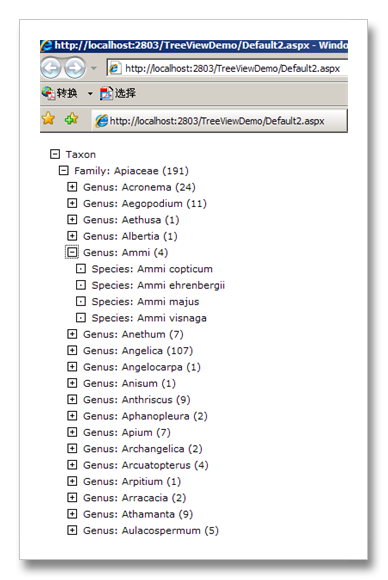 http://localhost:2803/TreeViewDemo/Default2.aspx - Windo
http://localhost:2803/TreeViewDemo/Default2.aspx
转换 选择
http://localhost:2803/TreeViewDemo/Default2.aspx
Taxon
Family: Apiaceae (191)
Genus: Acronema (24)
Genus: Aegopodium (11)
Genus: Aethusa (1)
Genus: Albertia (1)
Genus: Ammi (4)
Species: Ammi copticum
Species: Ammi ehrenbergii
Species: Ammi majus
Species: Ammi visnaga
Genus: Anethum (7)
Genus: Angelica (107)
Genus: Angelocarpa (1)
Genus: Anisum (1)
Genus: Anthriscus (9)
Genus: Aphanopleura (2)
Genus: Apium (7)
Genus: Archangelica (2)
Genus: Arcuatopterus (4)
Genus: Arpitium (1)
Genus: Arracacia (2)
Genus: Athamanta (9)
Genus: Aulacospermum (5)